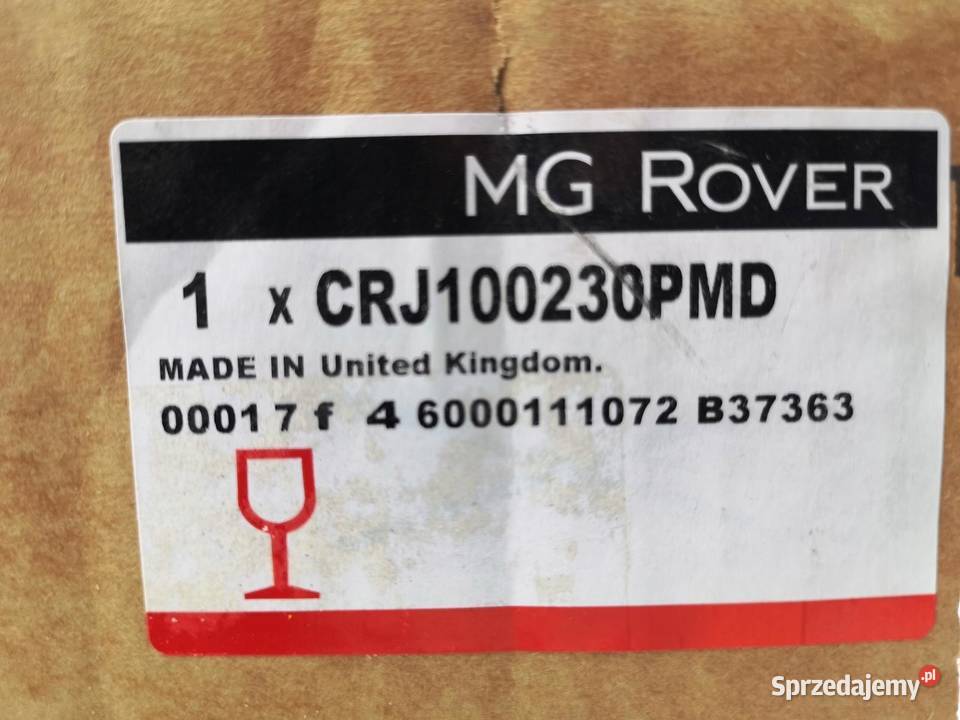 MG ROVER
1 x CRJ100230PMD
MADE IN United Kingdom.
00017 f 4 6000111072 B37363
Sprzedajemy.pl